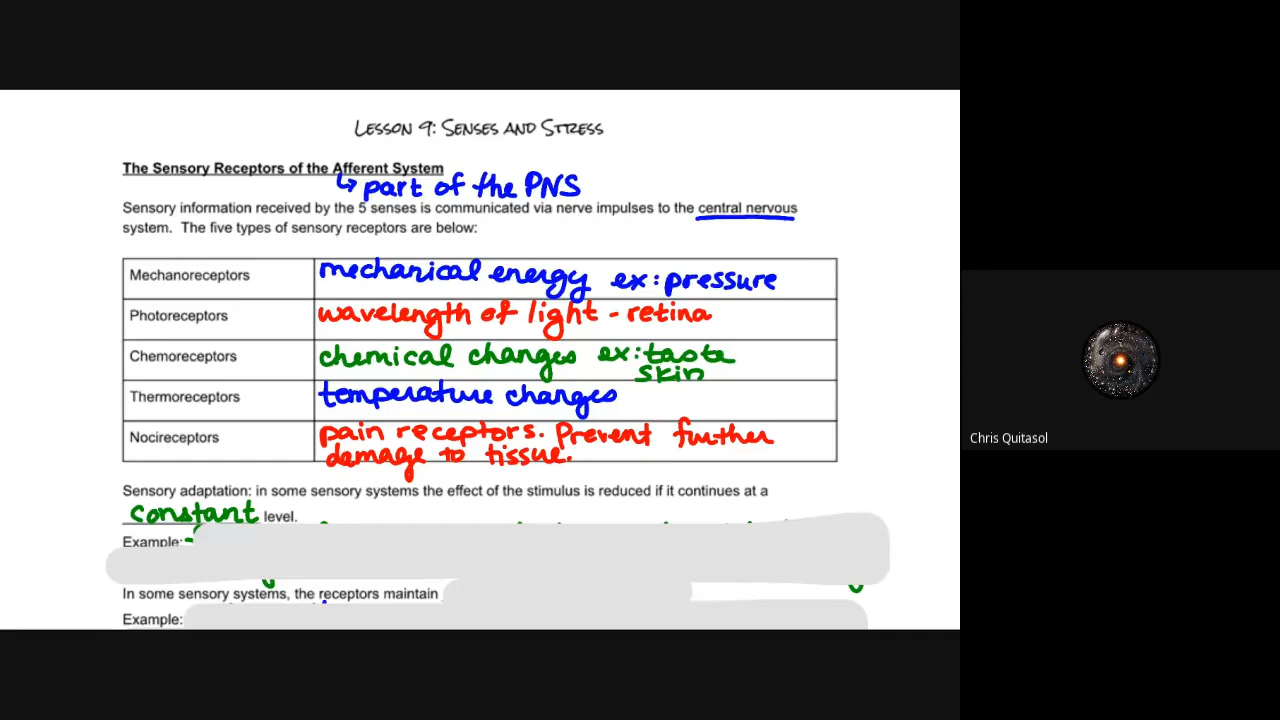 LESSON 9: SENSES AND STRESS
The Sensory Receptors of the Afferent System
↳ part of the PNS
Sensory information received by the 5 senses is communicated via nerve impulses to the central nervous
system. The five types of sensory receptors are below:
Mechanoreceptors mechanical energy ex: pressure
Photoreceptors wavelength of light - retina
Chemoreceptors chemical changes ex: taste
skin
Thermoreceptors temperature changes
Nocireceptors pain receptors. Prevent further
damage to tissue.
Sensory adaptation: in some sensory systems the effect of the stimulus is reduced if it continues at a
constant level.
Example:
In some sensory systems, the receptors maintain
Example:
Chris Quitasol